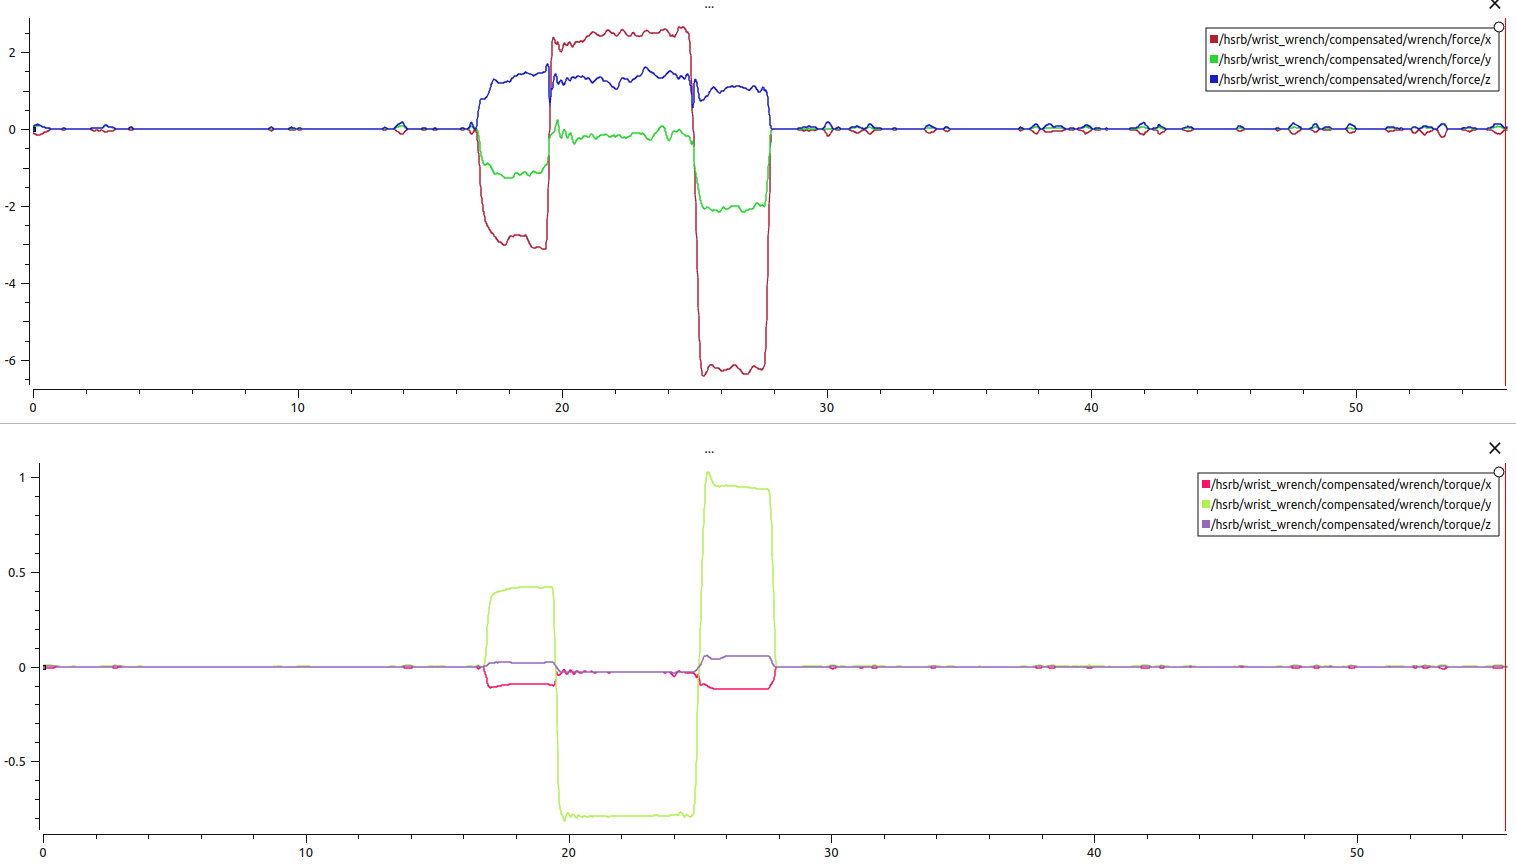 ...
/hsrb/wrist_wrench/compensated/wrench/force/x
/hsrb/wrist_wrench/compensated/wrench/force/y
/hsrb/wrist_wrench/compensated/wrench/force/z
2
0
-2
-4
-6
0 10 20 30 40 50
...
/hsrb/wrist_wrench/compensated/wrench/torque/x
/hsrb/wrist_wrench/compensated/wrench/torque/y
/hsrb/wrist_wrench/compensated/wrench/torque/z
1
0.5
0
-0.5
0 10 20 30 40 50